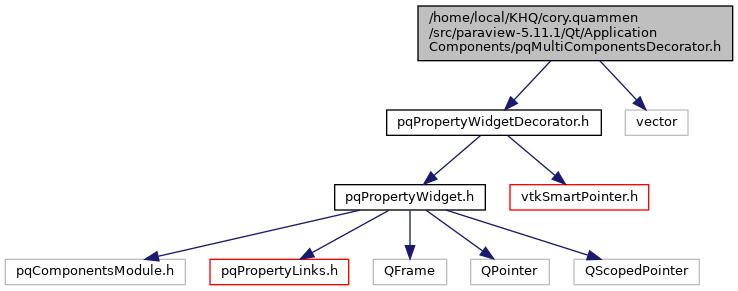 /home/local/KHQ/cory.quammen
/src/paraview-5.11.1/Qt/Application
Components/pqMultiComponentsDecorator.h
pqPropertyWidgetDecorator.h
vector
pqPropertyWidget.h
vtkSmartPointer.h
pqComponentsModule.h
pqPropertyLinks.h
QFrame
QPointer
QScopedPointer